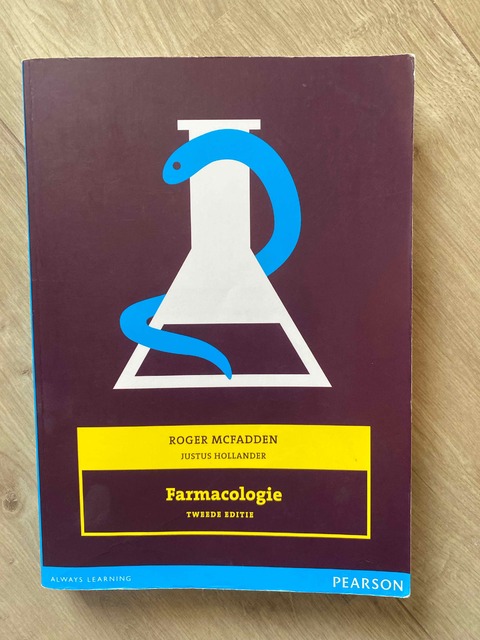 ROGER MCFADDEN
JUSTUS HOLLANDER
Farmacologie
TWEEDE EDITIE
ALWAYS LEARNING
PEARSON